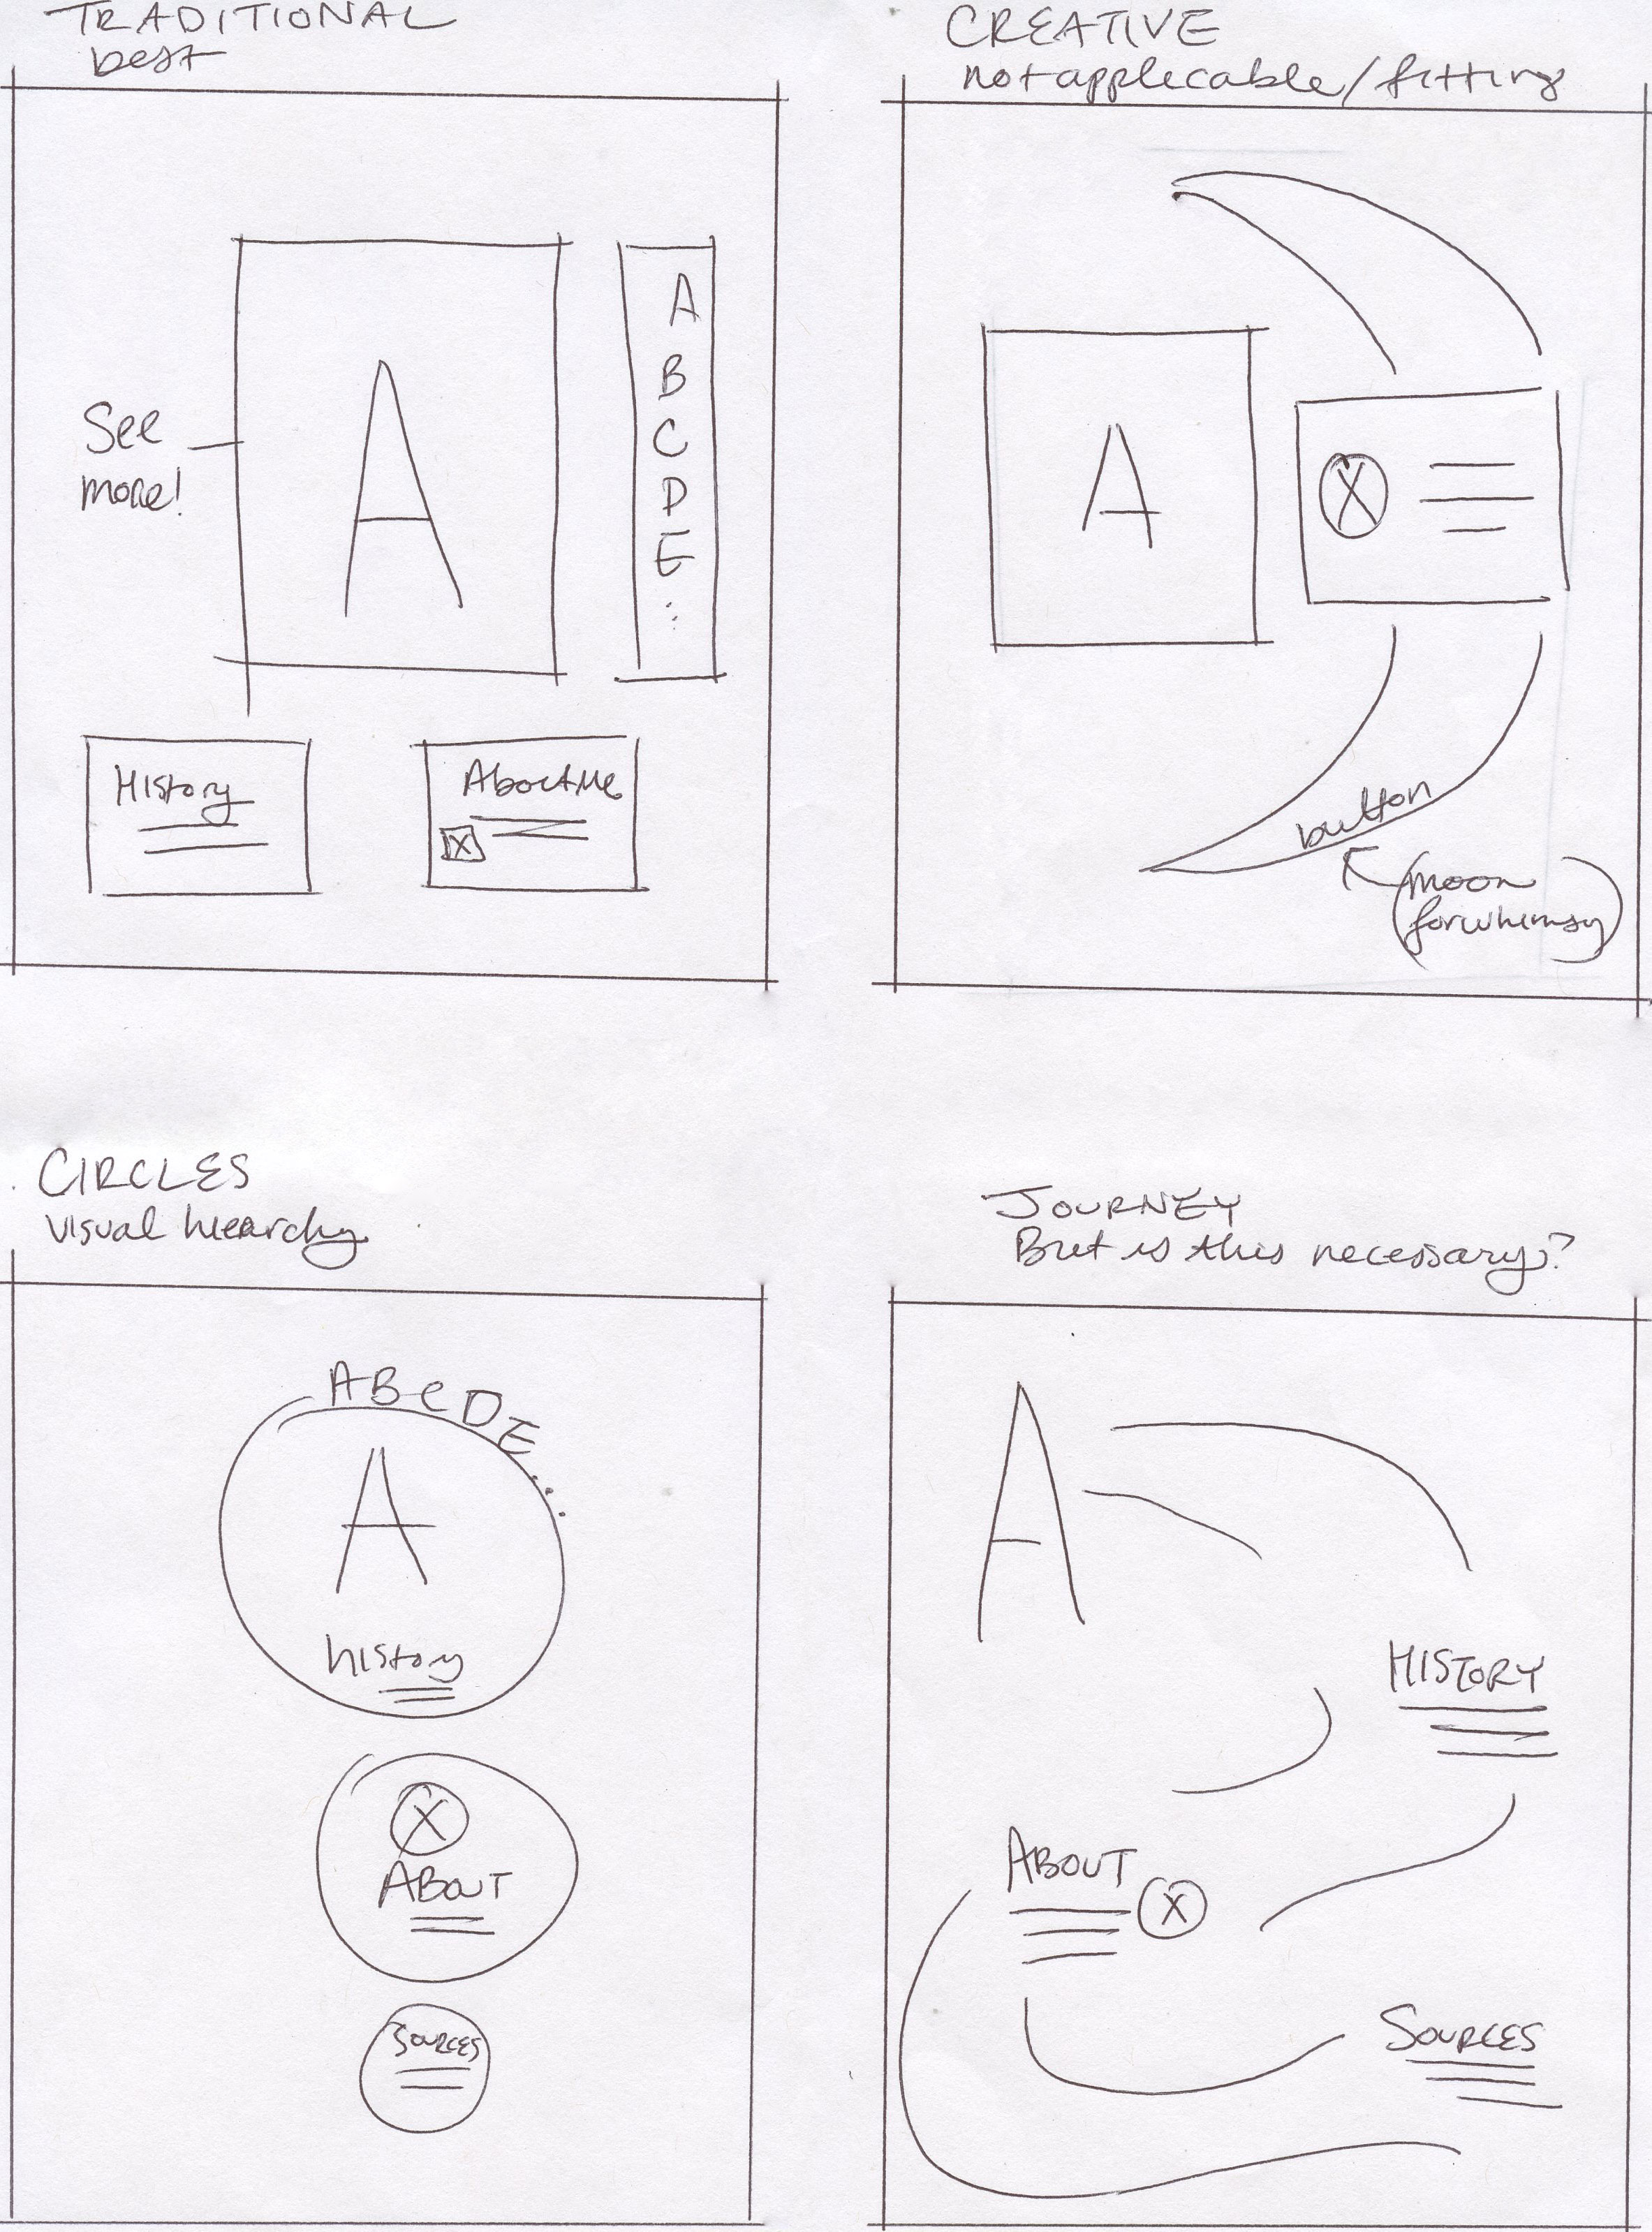 TRADITIONAL
best
See
more!
A
A
B
C
D
E
...
History
About Me
X
CREATIVE
not applicable/fitting
A
X
button
(moon
for whimsy)
CIRCLES
visual hiearchy
ABCDE...
A
history
X
ABOUT
SOURCES
JOURNEY
But is this necessary?
A
HISTORY
ABOUT
X
SOURCES